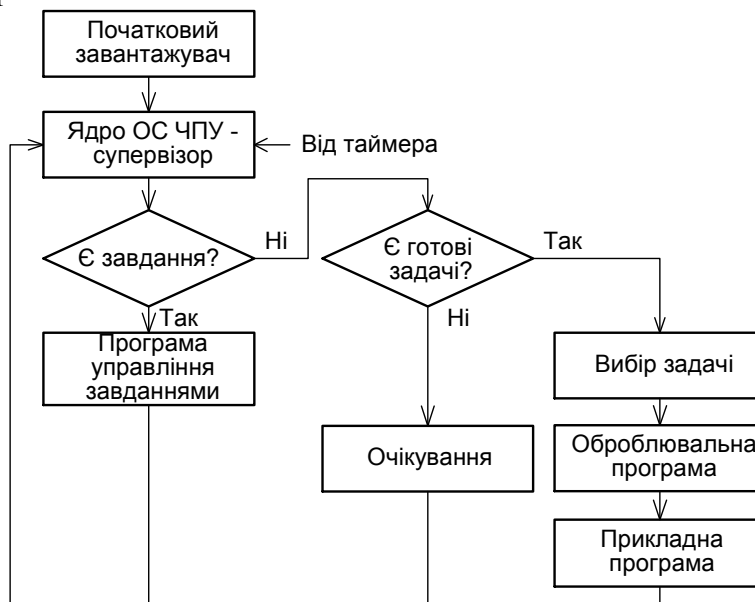 Початковий
завантажувач
Ядро ОС ЧПУ -
супервізор
Від таймера
Є завдання?
Ні
Є готові
задачі?
Так
Так
Ні
Програма
управління
завданнями
Вибір задачі
Очікування
Оброблювальна
програма
Прикладна
програма